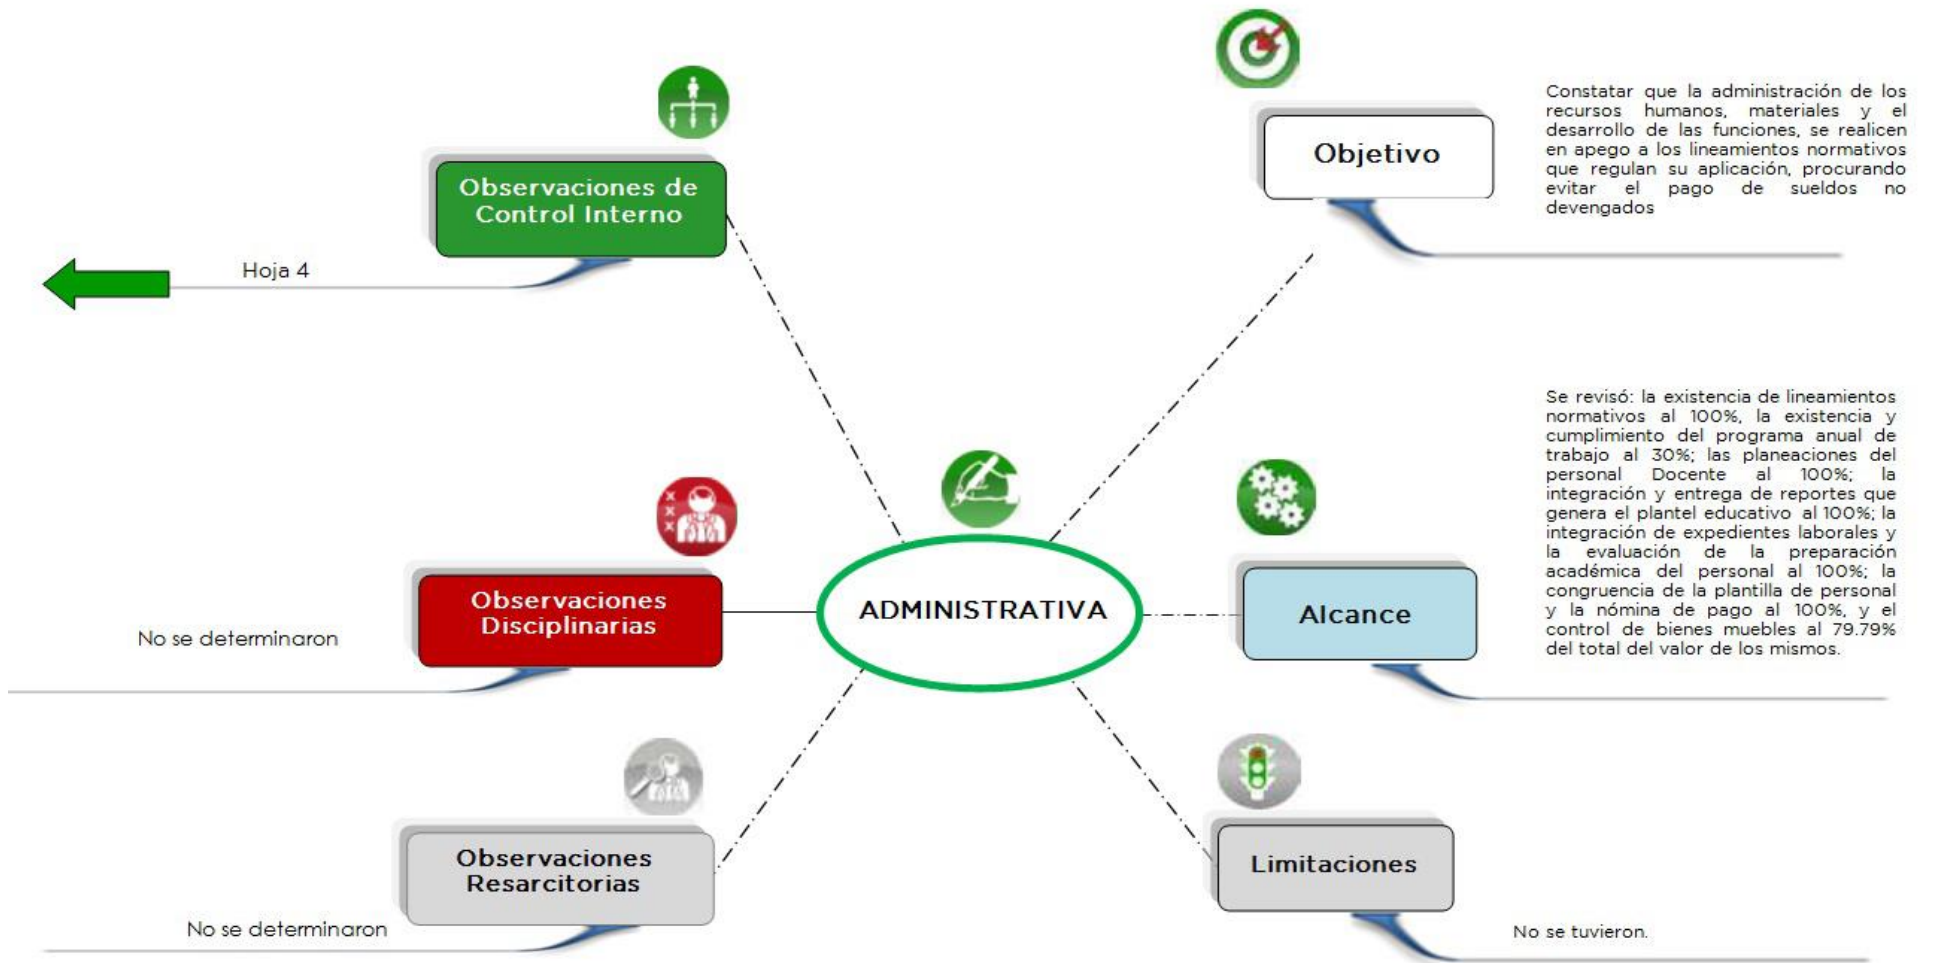 Observaciones de
Control Interno
Hoja 4
Objetivo
Constatar que la administración de los
recursos humanos, materiales y el
desarrollo de las funciones, se realicen
en apego a los lineamientos normativos
que regulan su aplicación, procurando
evitar el pago de sueldos no
devengados
Observaciones
Disciplinarias
No se determinaron
ADMINISTRATIVA
Alcance
Se revisó: la existencia de lineamientos
normativos al 100%, la existencia y
cumplimiento del programa anual de
trabajo al 30%; las planeaciones del
personal Docente al 100%; la
integración y entrega de reportes que
genera el plantel educativo al 100%; la
integración de expedientes laborales y
la evaluación de la preparación
académica del personal al 100%; la
congruencia de la plantilla de personal
y la nómina de pago al 100%, y el
control de bienes muebles al 79.79%
del total del valor de los mismos.
Observaciones
Resarcitorias
No se determinaron
Limitaciones
No se tuvieron.